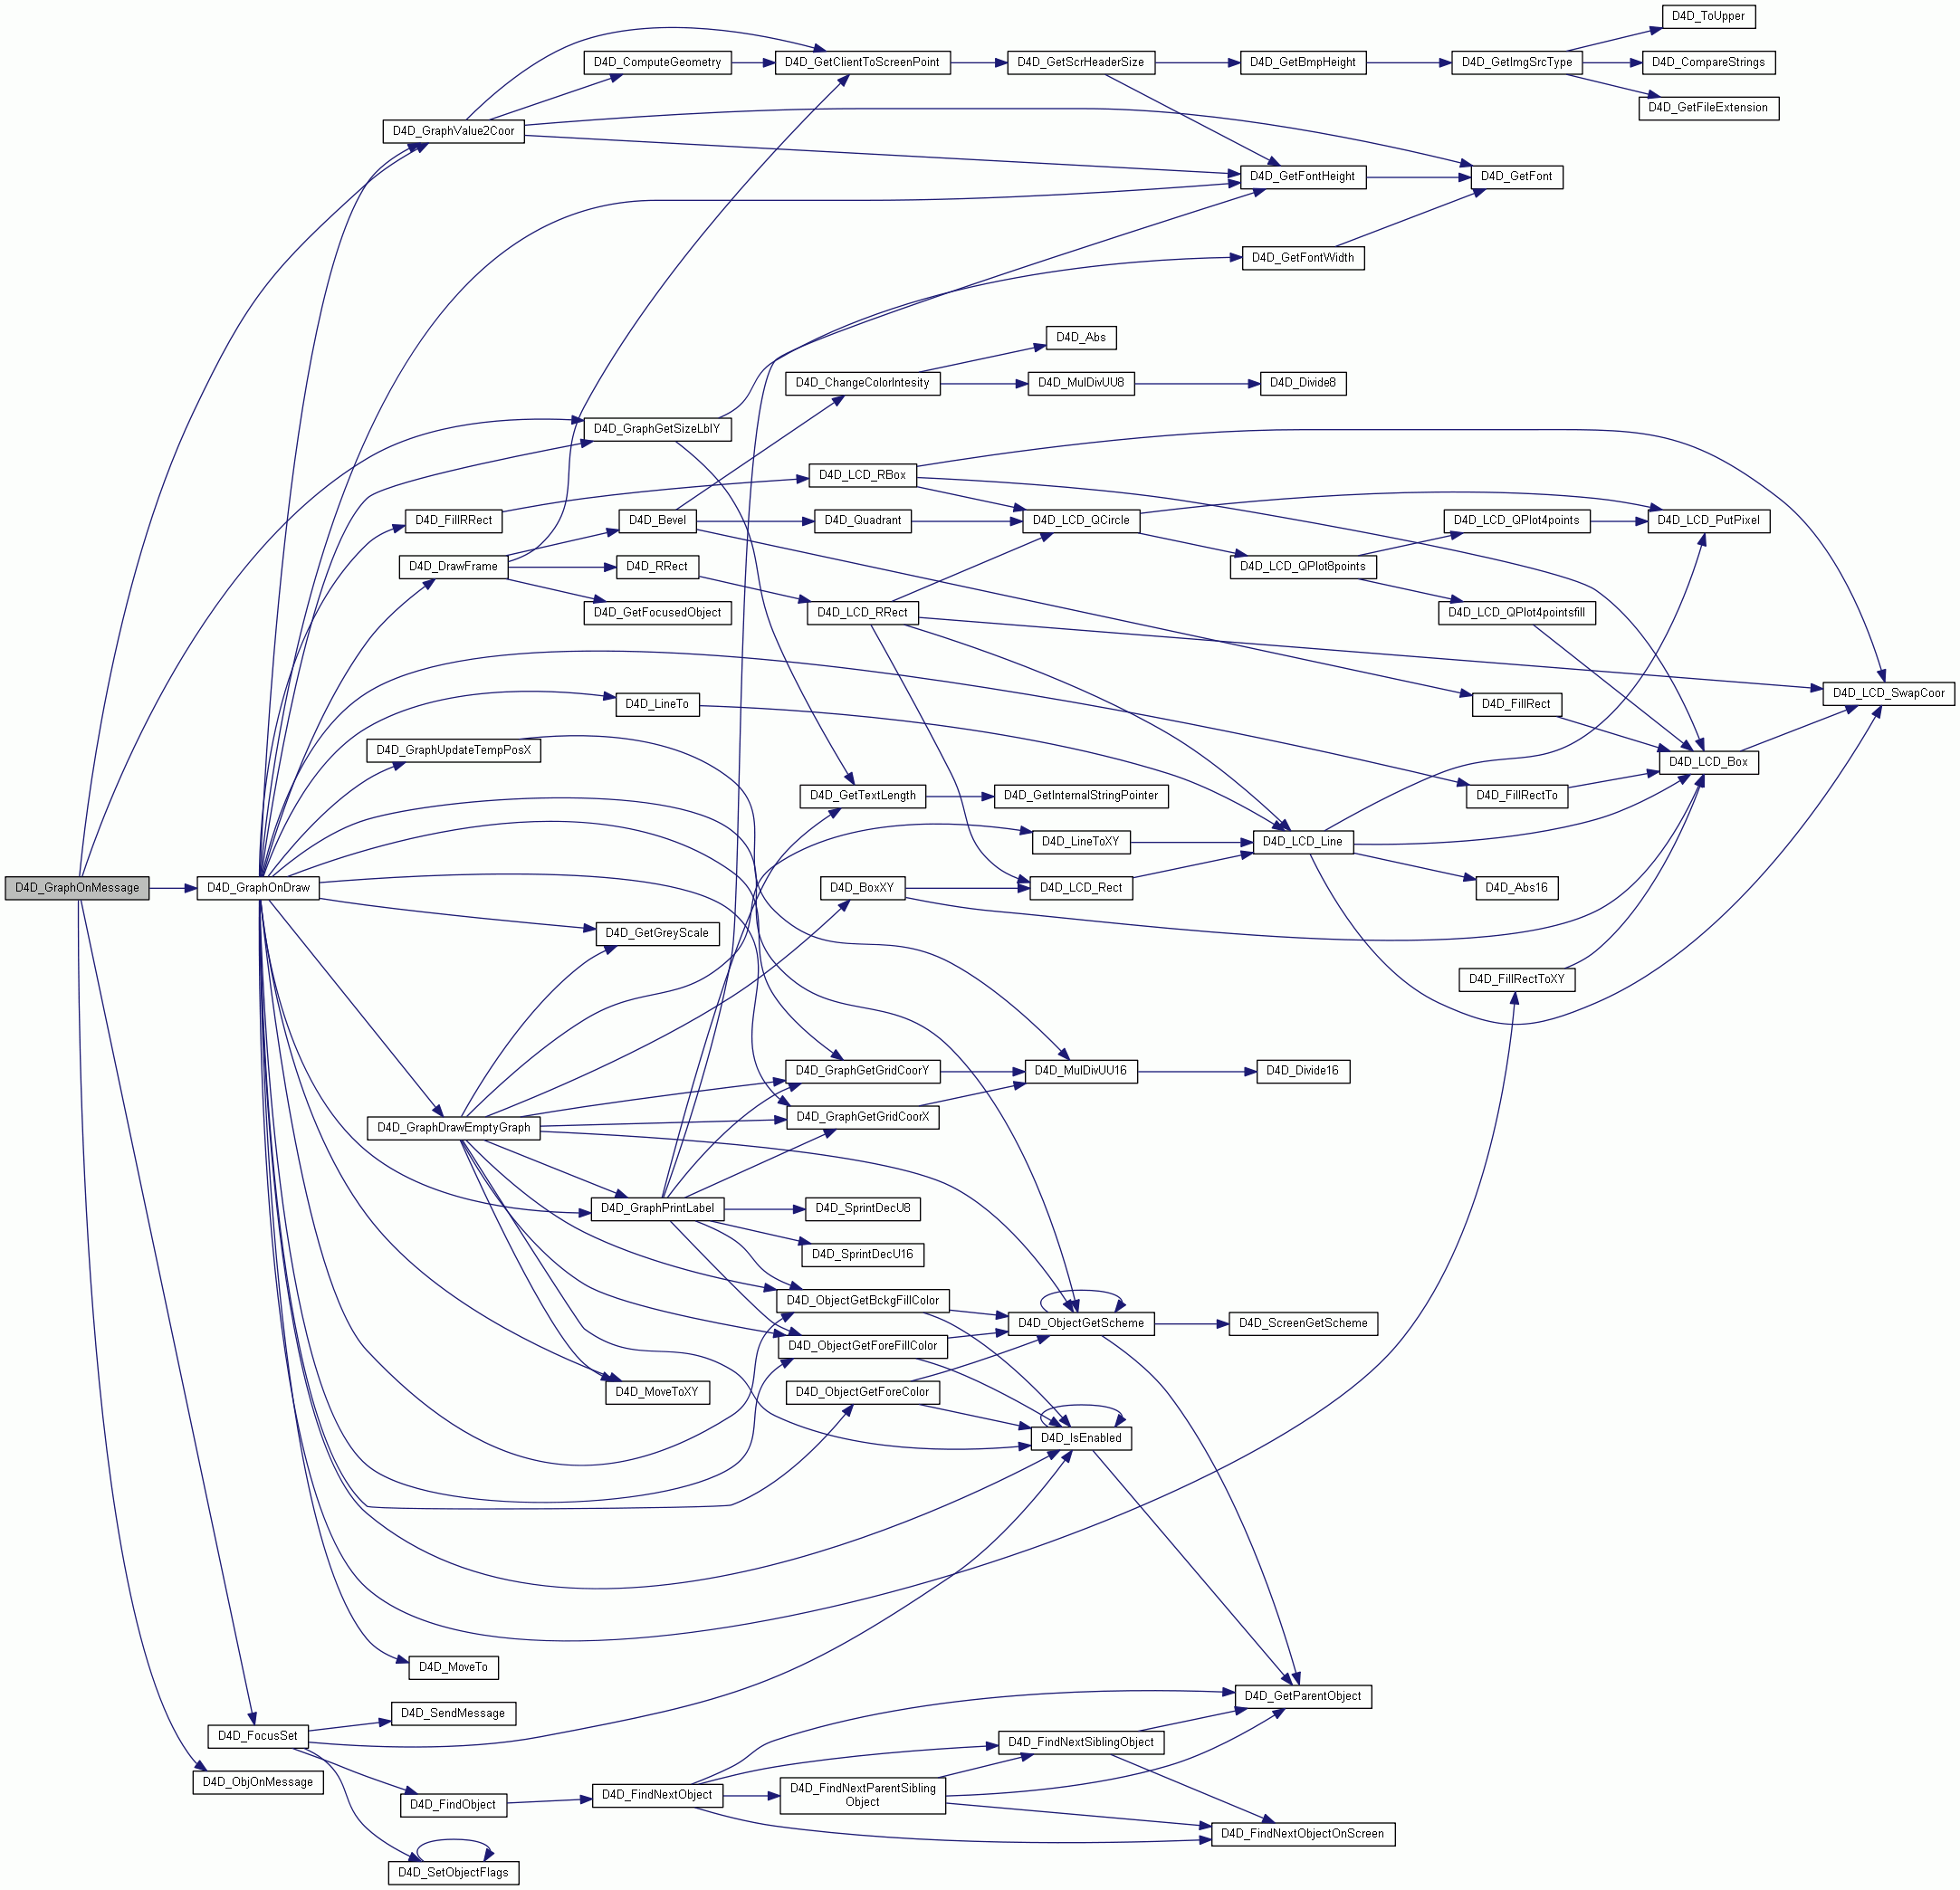 D4D_ToUpper
D4D_ComputeGeometry
D4D_GetClientToScreenPoint
D4D_GetScrHeaderSize
D4D_GetBmpHeight
D4D_GetImgSrcType
D4D_CompareStrings
D4D_GetFileExtension
D4D_GraphValue2Coor
D4D_GetFontHeight
D4D_GetFont
D4D_GetFontWidth
D4D_Abs
D4D_ChangeColorIntesity
D4D_MulDivUU8
D4D_Divide8
D4D_GraphGetSizeLblY
D4D_LCD_RBox
D4D_FillRRect
D4D_Bevel
D4D_Quadrant
D4D_LCD_QCircle
D4D_LCD_QPlot4points
D4D_LCD_PutPixel
D4D_DrawFrame
D4D_RRect
D4D_LCD_QPlot8points
D4D_GetFocusedObject
D4D_LCD_RRect
D4D_LCD_QPlot4pointsfill
D4D_LCD_SwapCoor
D4D_LineTo
D4D_FillRect
D4D_GraphUpdateTempPosX
D4D_LCD_Box
D4D_GetTextLength
D4D_GetInternalStringPointer
D4D_FillRectTo
D4D_LineToXY
D4D_LCD_Line
D4D_GraphOnMessage
D4D_GraphOnDraw
D4D_BoxXY
D4D_LCD_Rect
D4D_Abs16
D4D_GetGreyScale
D4D_FillRectToXY
D4D_GraphGetGridCoorY
D4D_MulDivUU16
D4D_Divide16
D4D_GraphDrawEmptyGraph
D4D_GraphGetGridCoorX
D4D_GraphPrintLabel
D4D_SprintDecU8
D4D_SprintDecU16
D4D_ObjectGetBckgFillColor
D4D_ObjectGetScheme
D4D_ScreenGetScheme
D4D_ObjectGetForeFillColor
D4D_MoveToXY
D4D_ObjectGetForeColor
D4D_IsEnabled
D4D_MoveTo
D4D_GetParentObject
D4D_SendMessage
D4D_FocusSet
D4D_FindNextSiblingObject
D4D_ObjOnMessage
D4D_FindObject
D4D_FindNextObject
D4D_FindNextParentSibling
Object
D4D_FindNextObjectOnScreen
D4D_SetObjectFlags